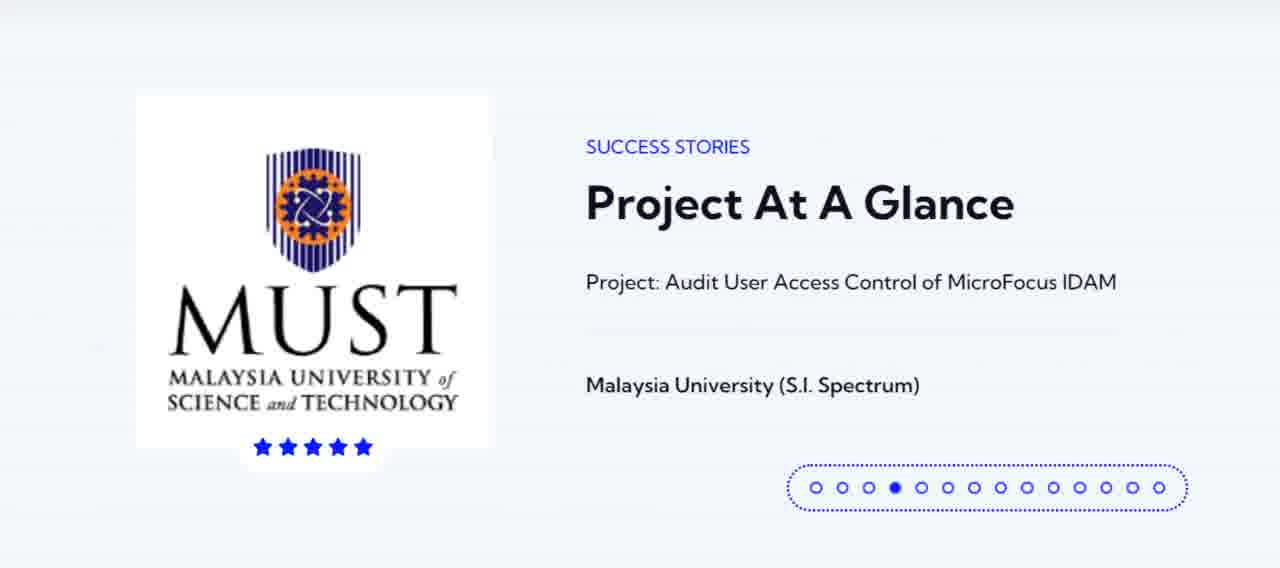 MUST
MALAYSIA UNIVERSITY of
SCIENCE and TECHNOLOGY
SUCCESS STORIES
Project At A Glance
Project: Audit User Access Control of MicroFocus IDAM
Malaysia University (S.I. Spectrum)